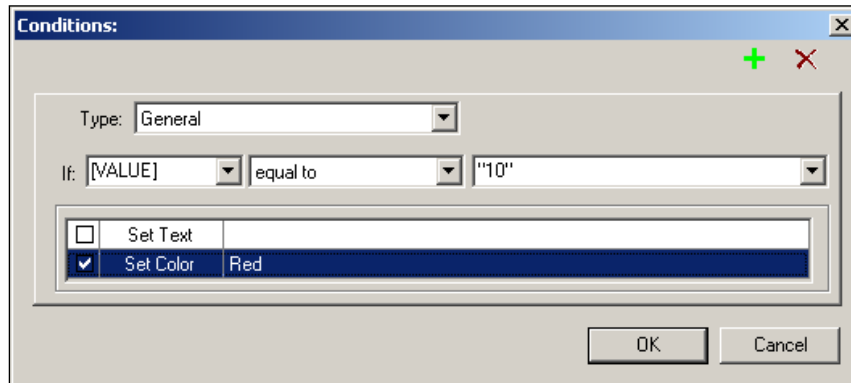 Conditions:
Type: General
If: [VALUE] equal to "10"
Set Text
Set Color Red
OK Cancel